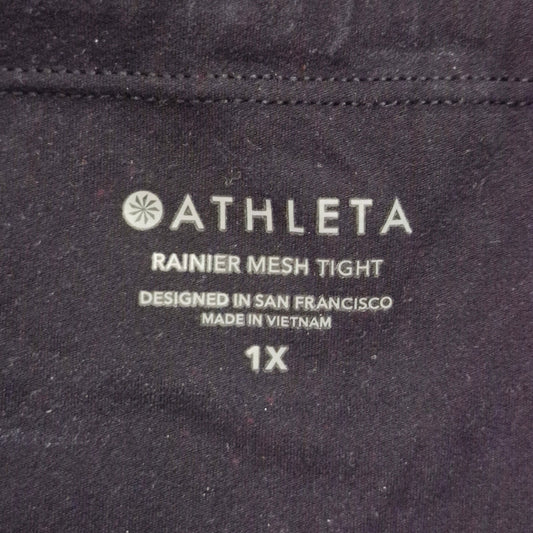 ATHLETA
RAINIER MESH TIGHT
DESIGNED IN SAN FRANCISCO
MADE IN VIETNAM
1X